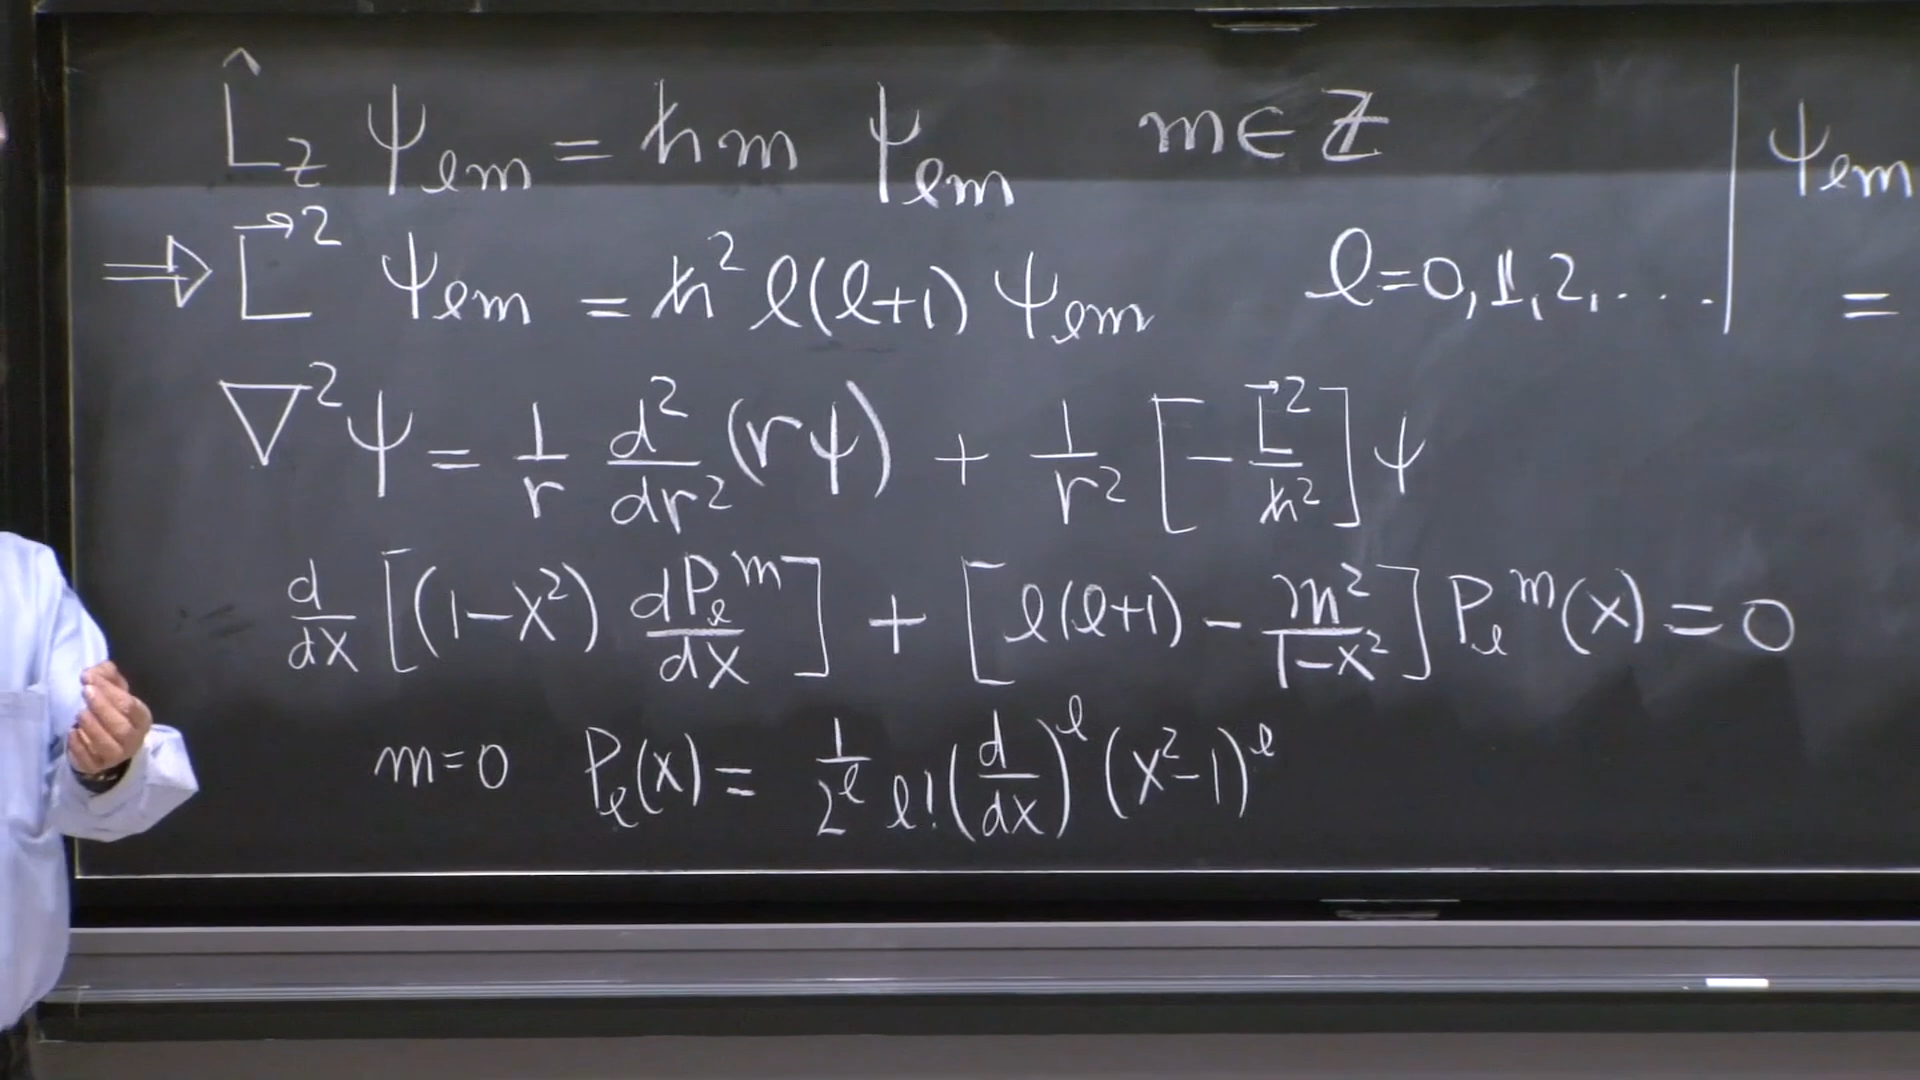 L̂_z ψ_ℓm = ħm ψ_ℓm m∈ℤ | ψ_ℓm
⇒ L⃗² ψ_ℓm = ħ² ℓ(ℓ+1) ψ_ℓm ℓ=0,1,2,.... | =
∇²ψ = 1/r d²/dr² (rψ) + 1/r² [-L⃗²/ħ²]ψ
d/dx [(1-x²) dP_ℓ^m/dx] + [ℓ(ℓ+1) - m²/(1-x²)] P_ℓ^m(x) = 0
m=0 P_ℓ(x) = 1/2^ℓ ℓ! (d/dx)^ℓ (x²-1)^ℓ